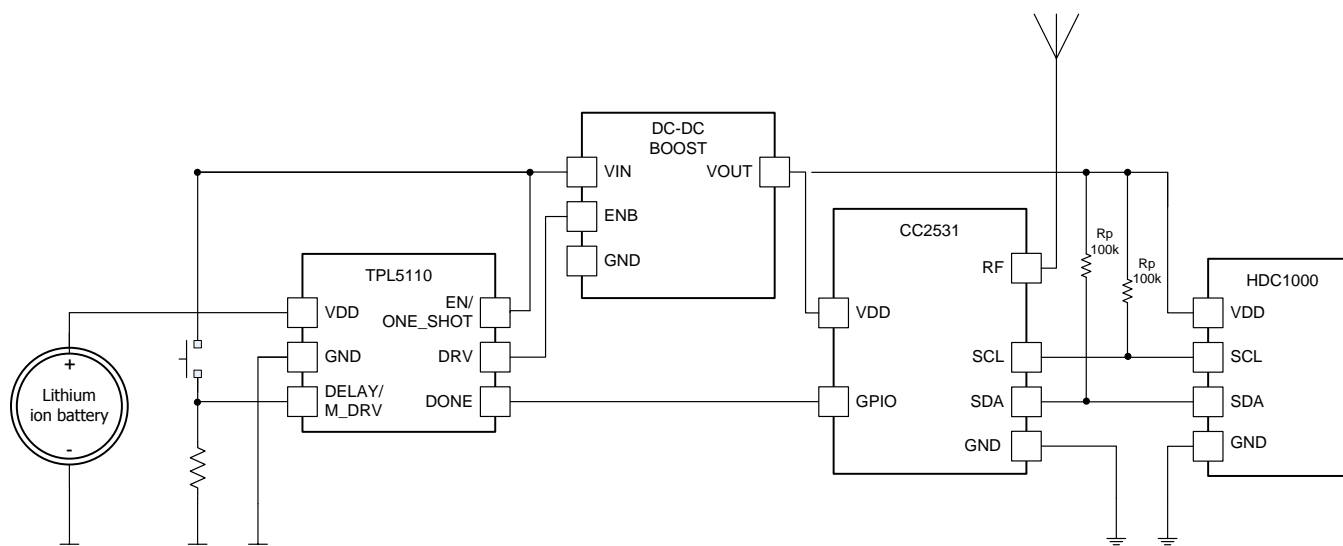 DC-DC
BOOST
VIN
VOUT
ENB
GND
CC2531
RF
VDD
SCL
GPIO
SDA
GND
Rp
100k
Rp
100k
HDC1000
VDD
SCL
SDA
GND
TPL5110
VDD
EN/
ONE_SHOT
GND
DRV
DELAY/
M_DRV
DONE
+
Lithium
ion battery
-